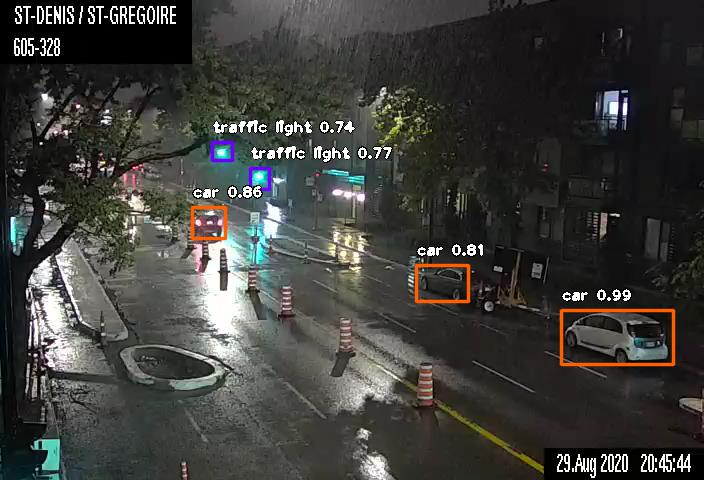 ST-DENIS / ST-GREGOIRE
605-328
traffic light 0.74
traffic light 0.77
car 0.86
car 0.81
car 0.99
29.Aug 2020 20:45:44